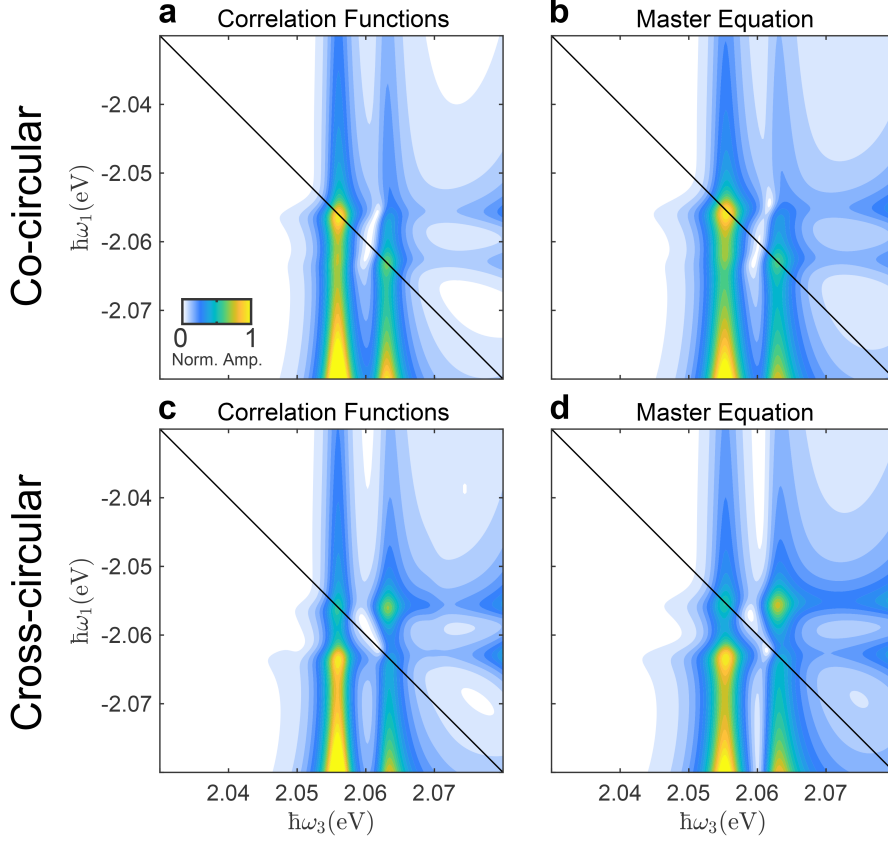 a Correlation Functions
b Master Equation
Co-circular
ħω₁(eV)
-2.04
-2.05
-2.06
-2.07
0 1
Norm. Amp.
c Correlation Functions
d Master Equation
Cross-circular
ħω₁(eV)
-2.04
-2.05
-2.06
-2.07
2.04 2.05 2.06 2.07
2.04 2.05 2.06 2.07
ħω₃(eV)
ħω₃(eV)